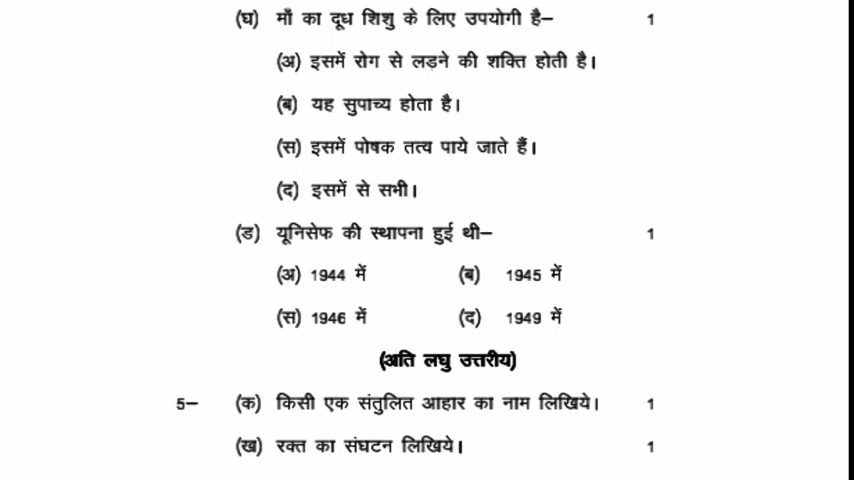 (घ) माँ का दूध शिशु के लिए उपयोगी है– 1
(अ) इसमें रोग से लड़ने की शक्ति होती है।
(ब) यह सुपाच्य होता है।
(स) इसमें पोषक तत्व पाये जाते हैं।
(द) इसमें से सभी।
(ड) यूनिसेफ की स्थापना हुई थी– 1
(अ) 1944 में (ब) 1945 में
(स) 1946 में (द) 1949 में
(अति लघु उत्तरीय)
5– (क) किसी एक संतुलित आहार का नाम लिखिये। 1
(ख) रक्त का संघटन लिखिये। 1